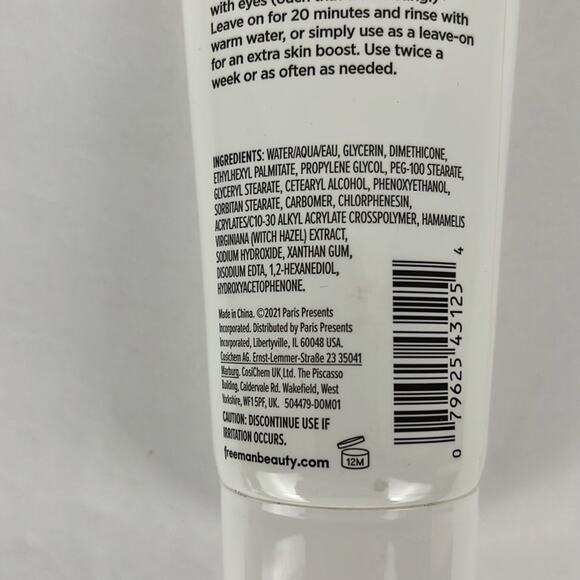 with eyes
Leave on for 20 minutes and rinse with
warm water, or simply use as a leave-on
for an extra skin boost. Use twice a
week or as often as needed.
INGREDIENTS: WATER/AQUA/EAU, GLYCERIN, DIMETHICONE,
ETHYLHEXYL PALMITATE, PROPYLENE GLYCOL, PEG-100 STEARATE,
GLYCERYL STEARATE, CETEARYL ALCOHOL, PHENOXYETHANOL,
SORBITAN STEARATE, CARBOMER, CHLORPHENESIN,
ACRYLATES/C10-30 ALKYL ACRYLATE CROSSPOLYMER, HAMAMELIS
VIRGINIANA (WITCH HAZEL) EXTRACT,
SODIUM HYDROXIDE, XANTHAN GUM,
DISODIUM EDTA, 1,2-HEXANEDIOL,
HYDROXYACETOPHENONE.
Made in China. ©2021 Paris Presents
Incorporated. Distributed by Paris Presents
Incorporated, Libertyville, IL 60048 USA.
Cosichem AG. Ernst-Lemmer-Straße 23 35041
Marburg. CosiChem UK Ltd. The Piscasso
Building, Caldervale Rd. Wakefield, West
Yorkshire, WF1 5PF, UK. 504479-DOM01
CAUTION: DISCONTINUE USE IF
IRRITATION OCCURS.
freemanbeauty.com
12M
0 79625 43125 4